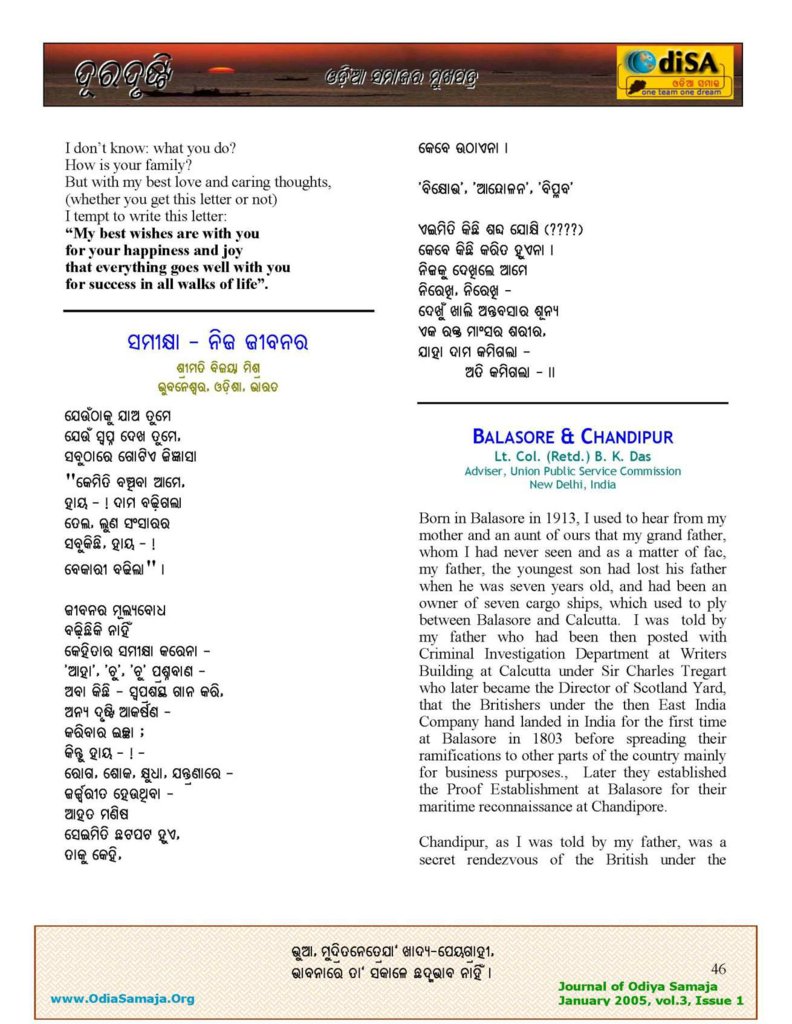 ଦୂରଦୃଷ୍ଟି
ଓଡ଼ିଆ ସମାଜର ମୁଖପତ୍ର
OdiSA
ଓଡ଼ିଆ ସମାଜ
one team one dream
I don’t know: what you do?
How is your family?
But with my best love and caring thoughts,
(whether you get this letter or not)
I tempt to write this letter:
“My best wishes are with you
for your happiness and joy
that everything goes well with you
for success in all walks of life”.
ସମୀକ୍ଷା - ନିଜ ଜୀବନର
ଶ୍ରୀମତି ବିଜୟା ମିଶ୍ର
ଭୁବନେଶ୍ୱର, ଓଡ଼ିଶା, ଭାରତ
ଯେଉଁଠାକୁ ଯାଅ ତୁମେ
ଯେଉଁ ସ୍ୱପ୍ନ ଦେଖ ତୁମେ,
ସବୁଠାରେ ଗୋଟିଏ ଜିଜ୍ଞାସା
"କେମିତି ବଞ୍ଚିବା ଆମେ,
ହାୟ - ! ଦାମ ବଢ଼ିଗଲା
ତେଲ, ଲୁଣ ସଂସାରର
ସବୁକିଛି, ହାୟ - !
ବେକାରୀ ବଢିଲା" ।
ଜୀବନର ମୂଲ୍ୟବୋଧ
ବଢ଼ିଛିକି ନାହିଁ
କେହିତାର ସମୀକ୍ଷା କରେନା -
'ଆହା', 'ଚୁ', 'ଚୁ' ପ୍ରଶ୍ନବାଣ -
ଅବା କିଛି - ସ୍ୱପ୍ରଶସ୍ଥି ଗାନ କରି,
ଅନ୍ୟ ଦୃଷ୍ଟି ଆକର୍ଷଣ -
କରିବାର ଇଚ୍ଛା ;
କିନ୍ତୁ ହାୟ - ! -
ରୋଗ, ଶୋକ, କ୍ଷୁଧା, ଯନ୍ତ୍ରଣାରେ -
କର୍ଜ୍ଜରୀତ ହେଉଥିବା -
ଆହତ ମଣିଷ
ସେଇମିତି ଛଟପଟ ହୁଏ,
ତାକୁ କେହି,
କେବେ ଉଠାଏନା ।
'ବିକ୍ଷୋଭ', 'ଆନ୍ଦୋଳନ', 'ବିପ୍ଳବ'
ଏଇମିତି କିଛି ଶବ୍ଦ ଯୋକ୍ଷି (????)
କେବେ କିଛି କରିତ ହୁଏନା ।
ନିଜକୁ ଦେଖିଲେ ଆମେ
ନିରେଖି, ନିରେଖି -
ଦେଖୁଁ ଖାଲି ଅନ୍ତବସାର ଶୂନ୍ୟ
ଏକ ରକ୍ତ ମାଂସର ଶରୀର,
ଯାହା ଦାମ କମିଗଲା -
ଅତି କମିଗଲା - ॥
BALASORE & CHANDIPUR
Lt. Col. (Retd.) B. K. Das
Adviser, Union Public Service Commission
New Delhi, India
Born in Balasore in 1913, I used to hear from my
mother and an aunt of ours that my grand father,
whom I had never seen and as a matter of fac,
my father, the youngest son had lost his father
when he was seven years old, and had been an
owner of seven cargo ships, which used to ply
between Balasore and Calcutta. I was told by
my father who had been then posted with
Criminal Investigation Department at Writers
Building at Calcutta under Sir Charles Tregart
who later became the Director of Scotland Yard,
that the Britishers under the then East India
Company hand landed in India for the first time
at Balasore in 1803 before spreading their
ramifications to other parts of the country mainly
for business purposes., Later they established
the Proof Establishment at Balasore for their
maritime reconnaissance at Chandipore.
Chandipur, as I was told by my father, was a
secret rendezvous of the British under the
ଭୁଆ, ମୁଦ୍ରିତନେତ୍ରେଯା' ଖାଦ୍ୟ-ପେୟଗ୍ରାହୀ,
ଭାବନାରେ ତା' ସକାଳେ ଛଦ୍ମଭାବ ନାହିଁ ।
46
www.OdiaSamaja.Org
Journal of Odiya Samaja
January 2005, vol.3, Issue 1